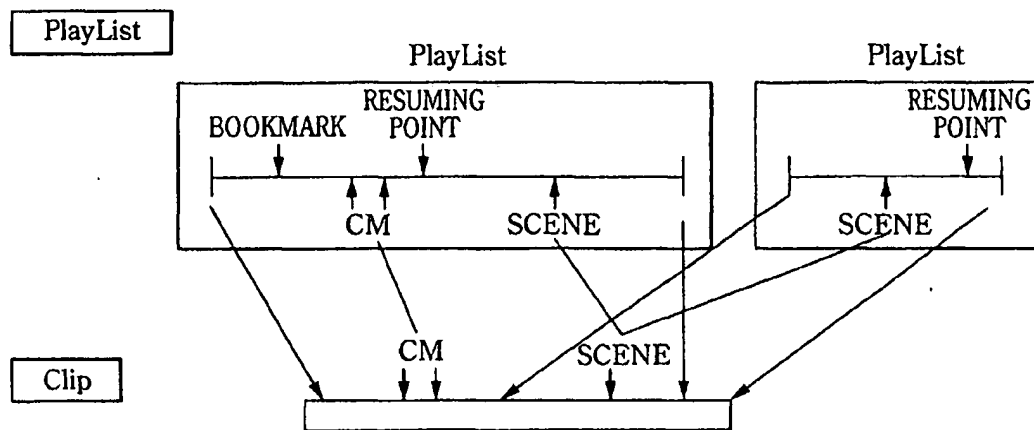 PlayList
PlayList
PlayList
RESUMING
POINT
BOOKMARK
RESUMING
POINT
CM
SCENE
SCENE
CM
SCENE
Clip